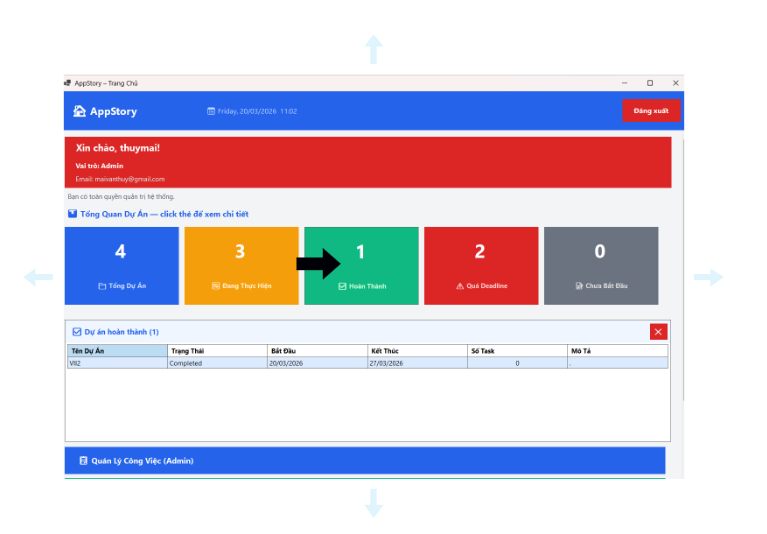 AppStory – Trang Chủ
AppStory
Friday, 20/03/2026 11:02
Đăng xuất
Xin chào, thuymai!
Vai trò: Admin
Email: maivanthuy@gmail.com
Bạn có toàn quyền quản trị hệ thống.
Tổng Quan Dự Án — click thẻ để xem chi tiết
4
3
1
2
0
Tổng Dự Án
Đang Thực Hiện
Hoàn Thành
Quá Deadline
Chưa Bắt Đầu
Dự án hoàn thành (1)
Tên Dự Án Trạng Thái Bắt Đầu Kết Thúc Số Task Mô Tả
VII2 Completed 20/03/2026 27/03/2026 0 .
Quản Lý Công Việc (Admin)